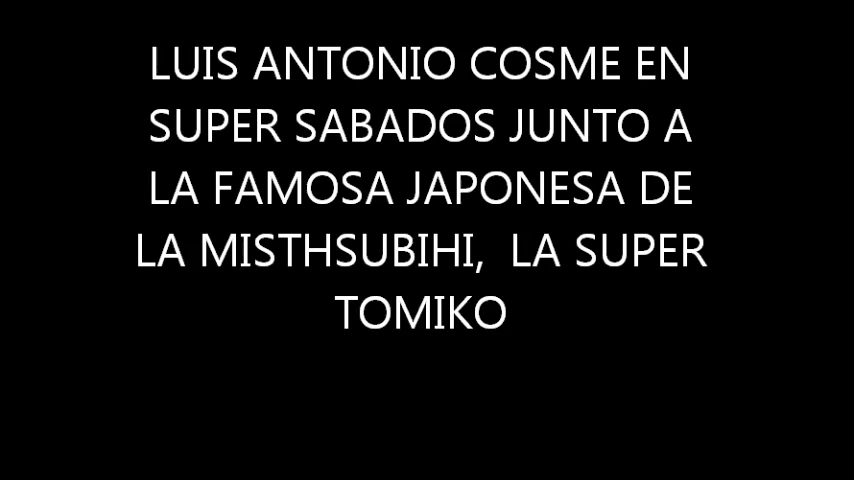 LUIS ANTONIO COSME EN
SUPER SABADOS JUNTO A
LA FAMOSA JAPONESA DE
LA MISTHSUBIHI,  LA SUPER
TOMIKO